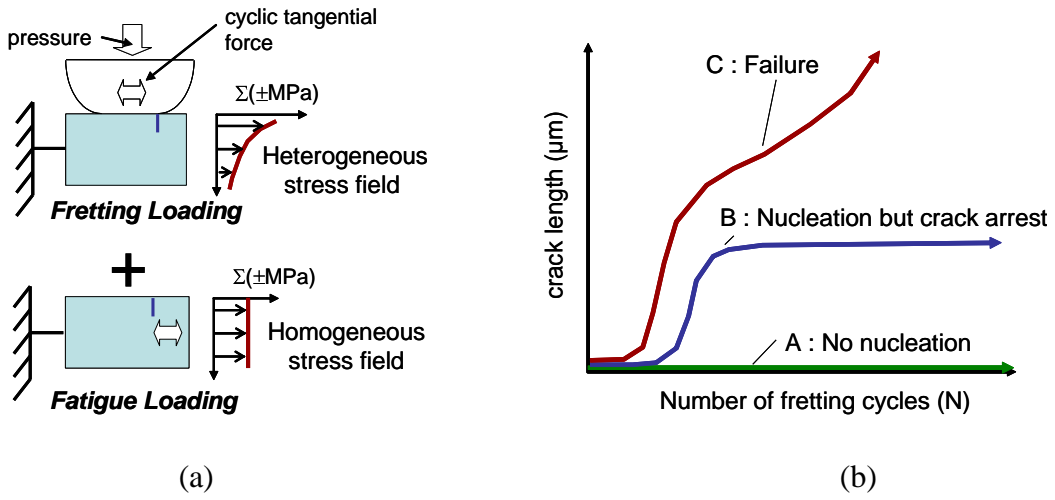 pressure
cyclic tangential
force
Σ(±MPa)
Heterogeneous
stress field
Fretting Loading
+
Σ(±MPa)
Homogeneous
stress field
Fatigue Loading
(a)
crack length (μm)
C : Failure
B : Nucleation but crack arrest
A : No nucleation
Number of fretting cycles (N)
(b)